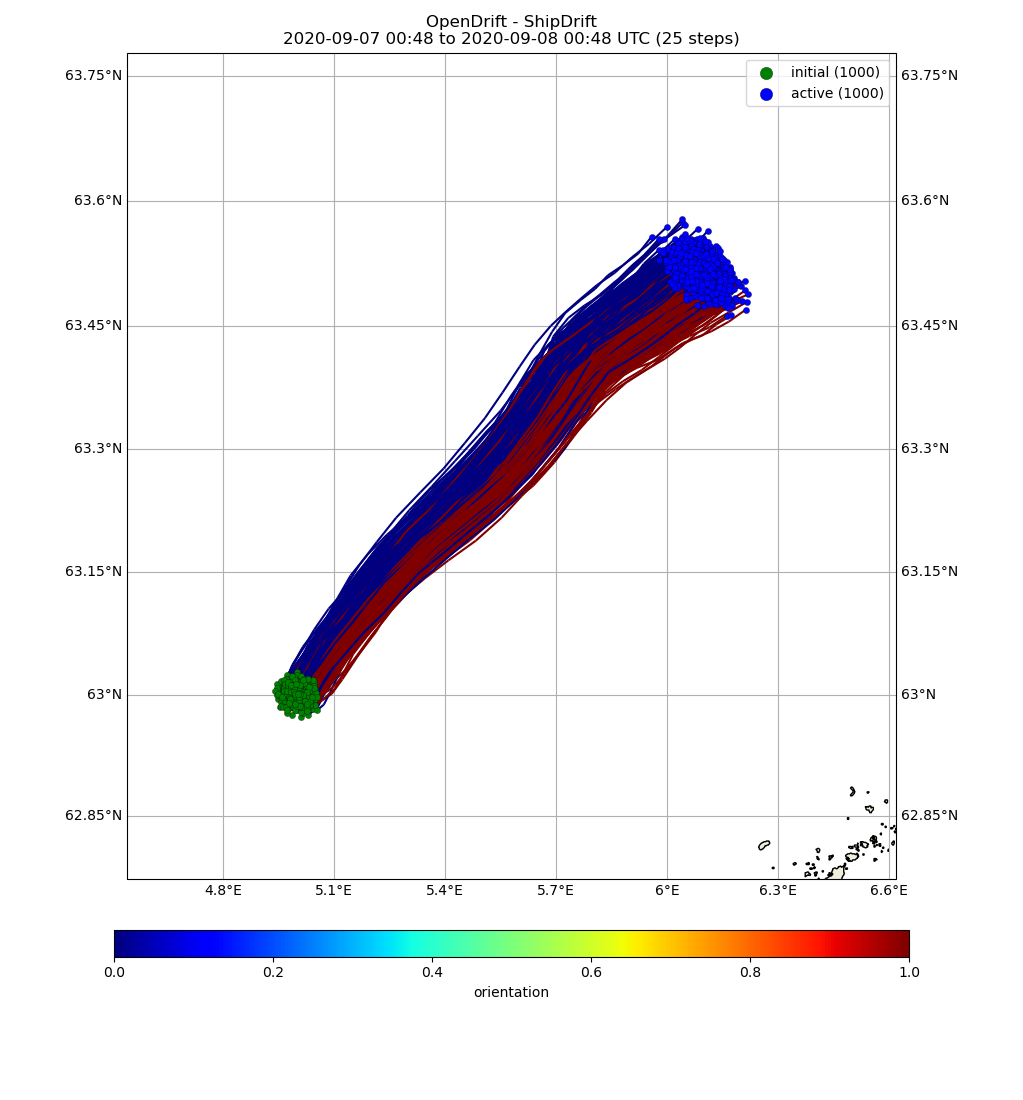 OpenDrift - ShipDrift
2020-09-07 00:48 to 2020-09-08 00:48 UTC (25 steps)
initial (1000)
active (1000)
63.75°N 63.75°N
63.6°N 63.6°N
63.45°N 63.45°N
63.3°N 63.3°N
63.15°N 63.15°N
63°N 63°N
62.85°N 62.85°N
4.8°E 5.1°E 5.4°E 5.7°E 6°E 6.3°E 6.6°E
0.0 0.2 0.4 0.6 0.8 1.0
orientation